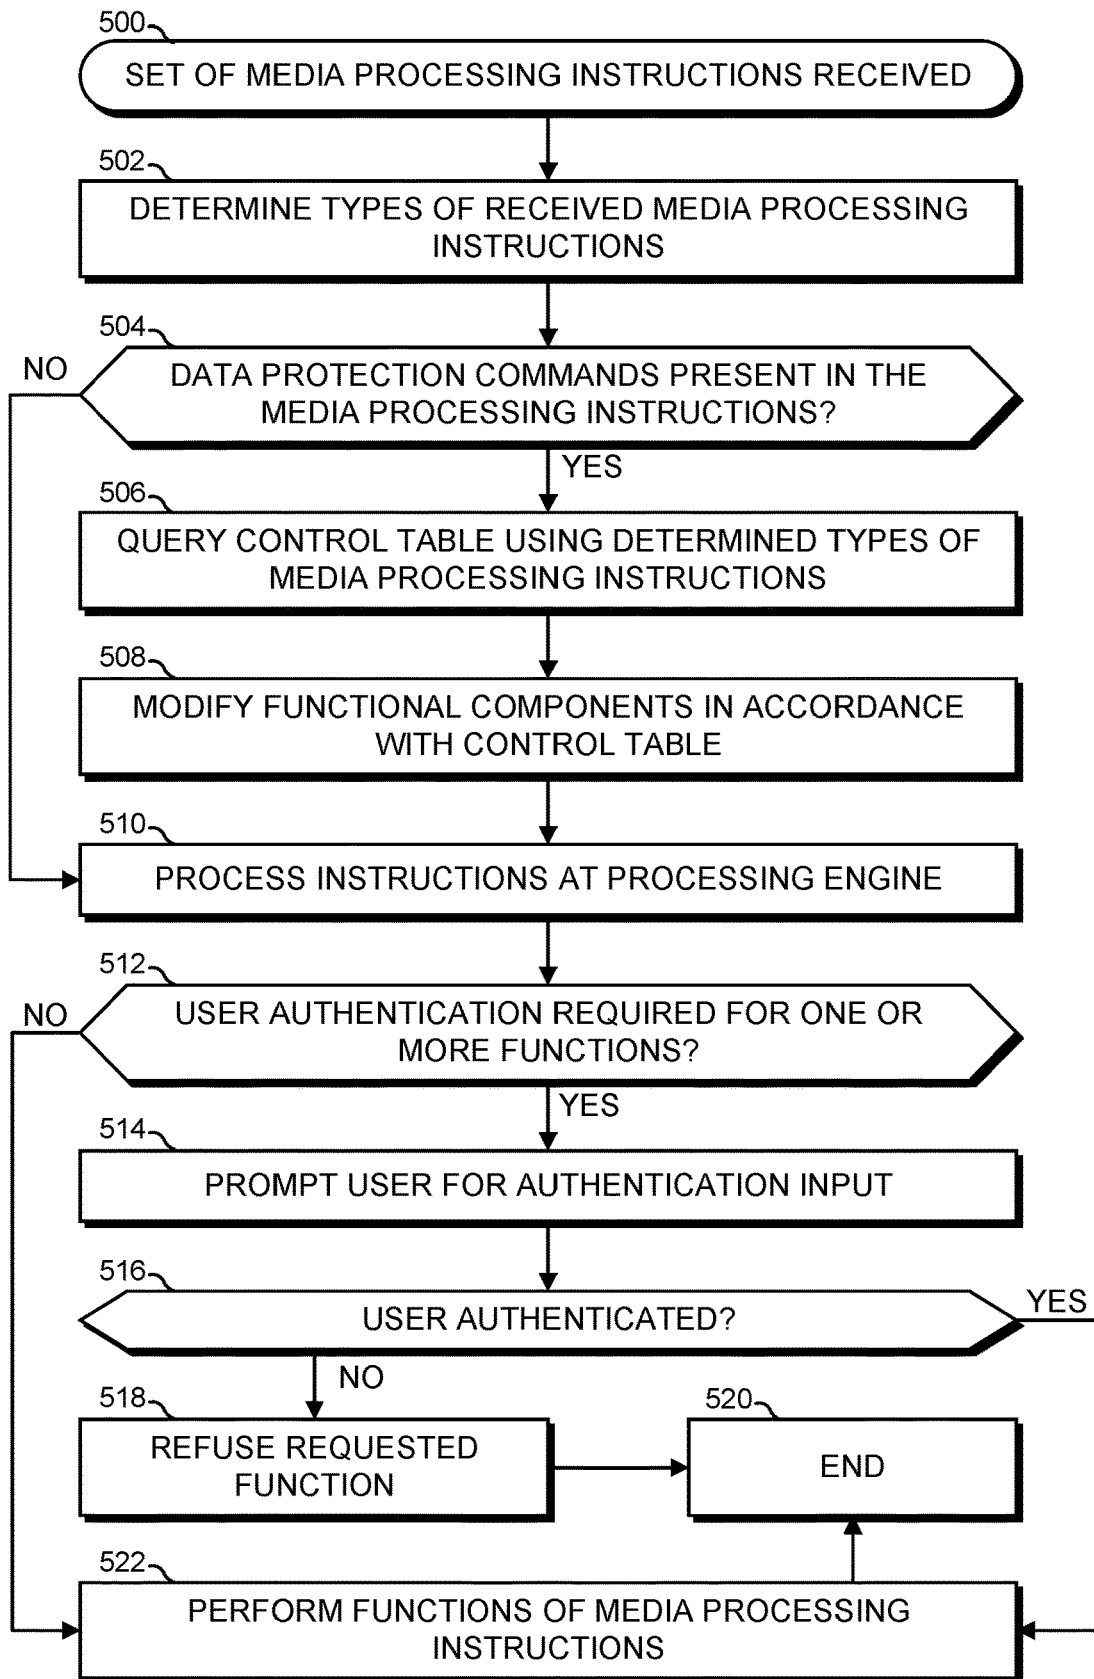 500
SET OF MEDIA PROCESSING INSTRUCTIONS RECEIVED
502
DETERMINE TYPES OF RECEIVED MEDIA PROCESSING
INSTRUCTIONS
504
NO
DATA PROTECTION COMMANDS PRESENT IN THE
MEDIA PROCESSING INSTRUCTIONS?
YES
506
QUERY CONTROL TABLE USING DETERMINED TYPES OF
MEDIA PROCESSING INSTRUCTIONS
508
MODIFY FUNCTIONAL COMPONENTS IN ACCORDANCE
WITH CONTROL TABLE
510
PROCESS INSTRUCTIONS AT PROCESSING ENGINE
512
NO
USER AUTHENTICATION REQUIRED FOR ONE OR
MORE FUNCTIONS?
YES
514
PROMPT USER FOR AUTHENTICATION INPUT
516
USER AUTHENTICATED?
YES
NO
518
REFUSE REQUESTED
FUNCTION
520
END
522
PERFORM FUNCTIONS OF MEDIA PROCESSING
INSTRUCTIONS